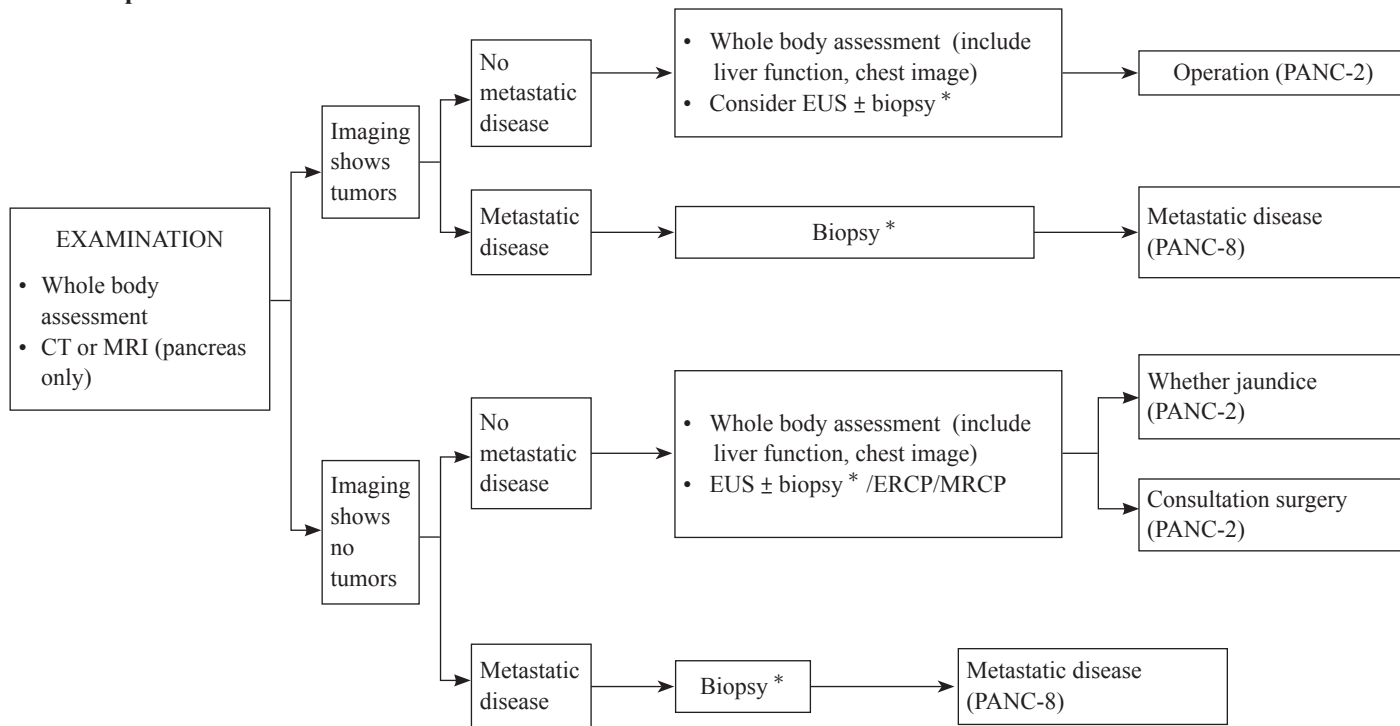 EXAMINATION
• Whole body
assessment
• CT or MRI (pancreas
only)
Imaging
shows
tumors
No
metastatic
disease
• Whole body assessment (include
liver function, chest image)
• Consider EUS ± biopsy *
Operation (PANC-2)
Metastatic
disease
Biopsy *
Metastatic disease
(PANC-8)
Imaging
shows
no
tumors
No
metastatic
disease
• Whole body assessment (include
liver function, chest image)
• EUS ± biopsy * /ERCP/MRCP
Whether jaundice
(PANC-2)
Consultation surgery
(PANC-2)
Metastatic
disease
Biopsy *
Metastatic disease
(PANC-8)